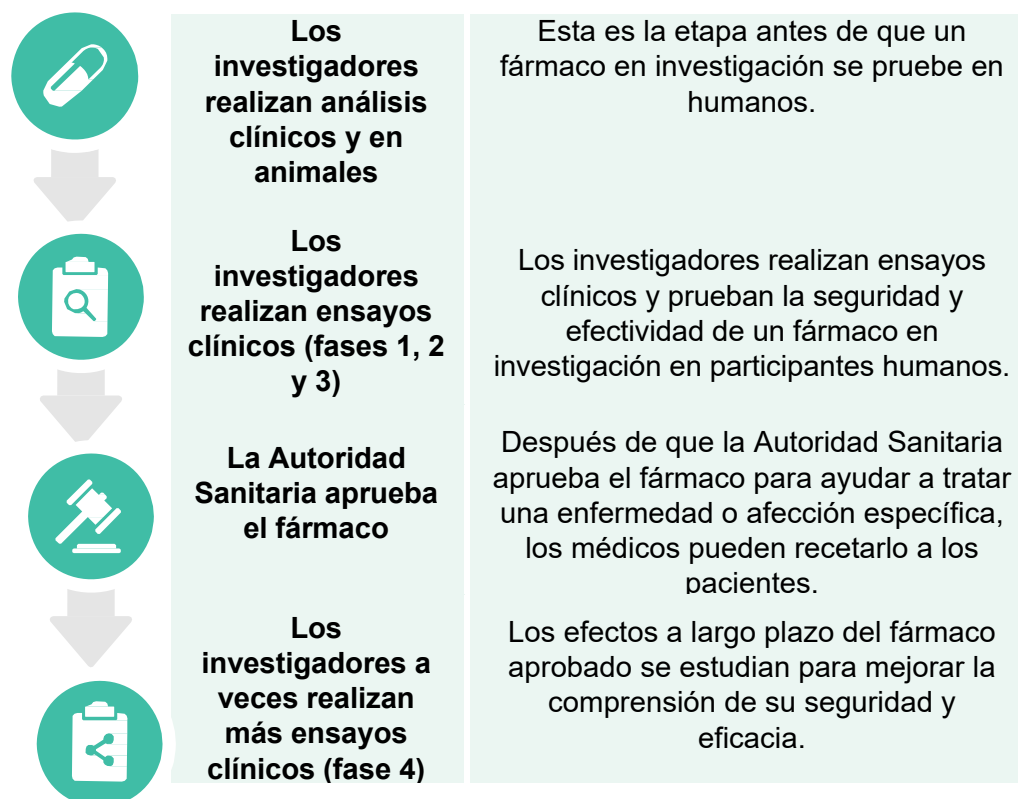 Los
investigadores
realizan análisis
clínicos y en
animales
Esta es la etapa antes de que un
fármaco en investigación se pruebe en
humanos.
Los
investigadores
realizan ensayos
clínicos (fases 1, 2
y 3)
Los investigadores realizan ensayos
clínicos y prueban la seguridad y
efectividad de un fármaco en
investigación en participantes humanos.
La Autoridad
Sanitaria aprueba
el fármaco
Después de que la Autoridad Sanitaria
aprueba el fármaco para ayudar a tratar
una enfermedad o afección específica,
los médicos pueden recetarlo a los
pacientes.
Los
investigadores a
veces realizan
más ensayos
clínicos (fase 4)
Los efectos a largo plazo del fármaco
aprobado se estudian para mejorar la
comprensión de su seguridad y
eficacia.